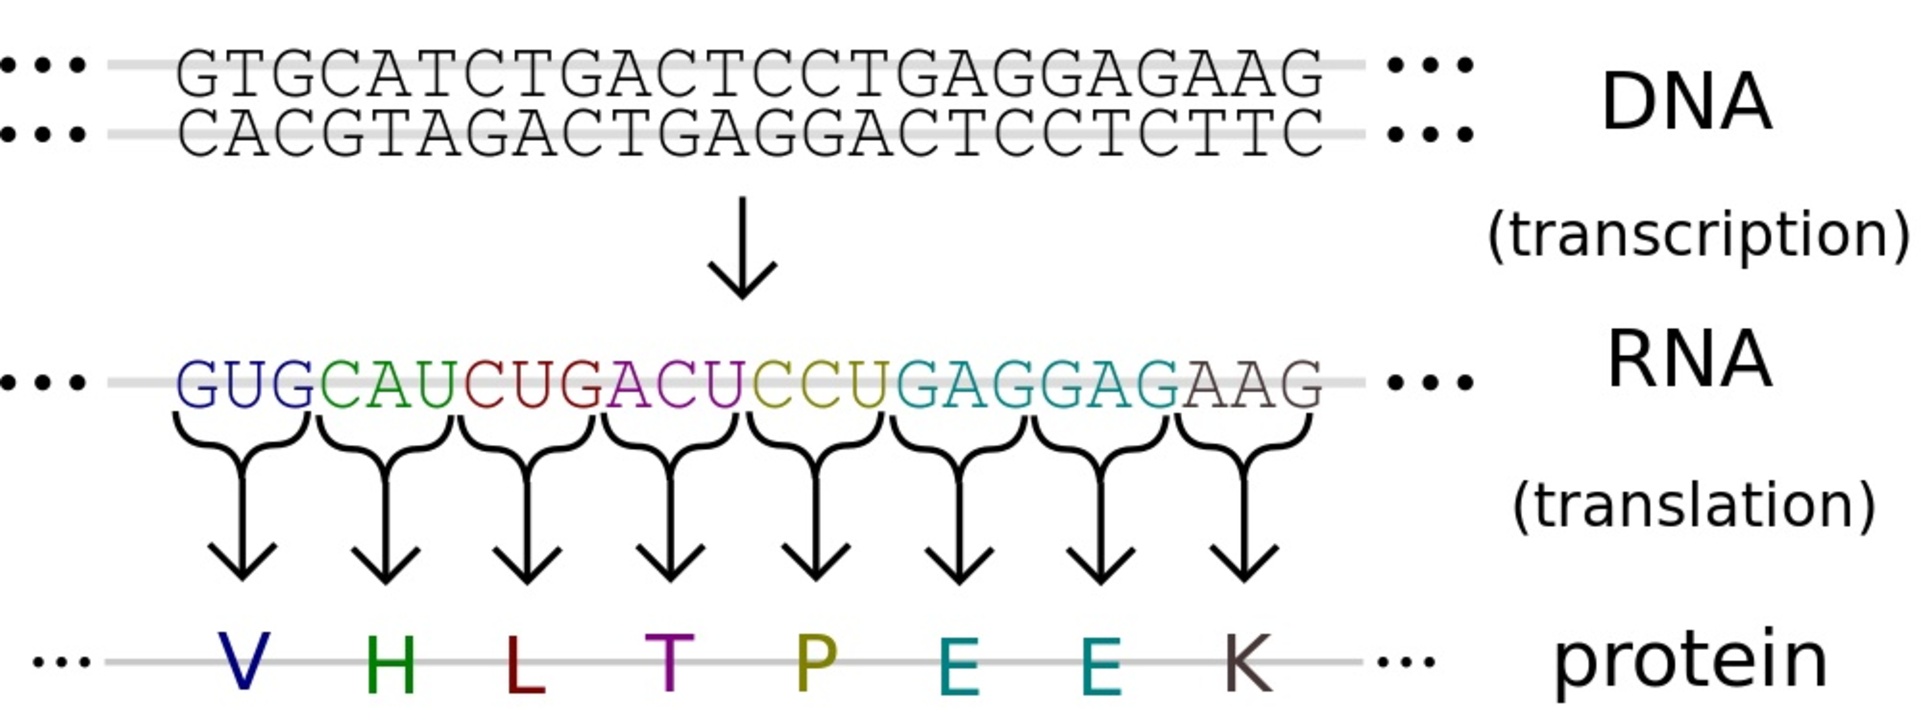 ... GTGCATCTGACTCCTGAGGAGAAG ... DNA
... CACGTAGACTGAGGACTCCTCTTC ...
(transcription)
... GUGCAUCUGACUCCUGAGGAGAAG ... RNA
(translation)
... V H L T P E E K ... protein